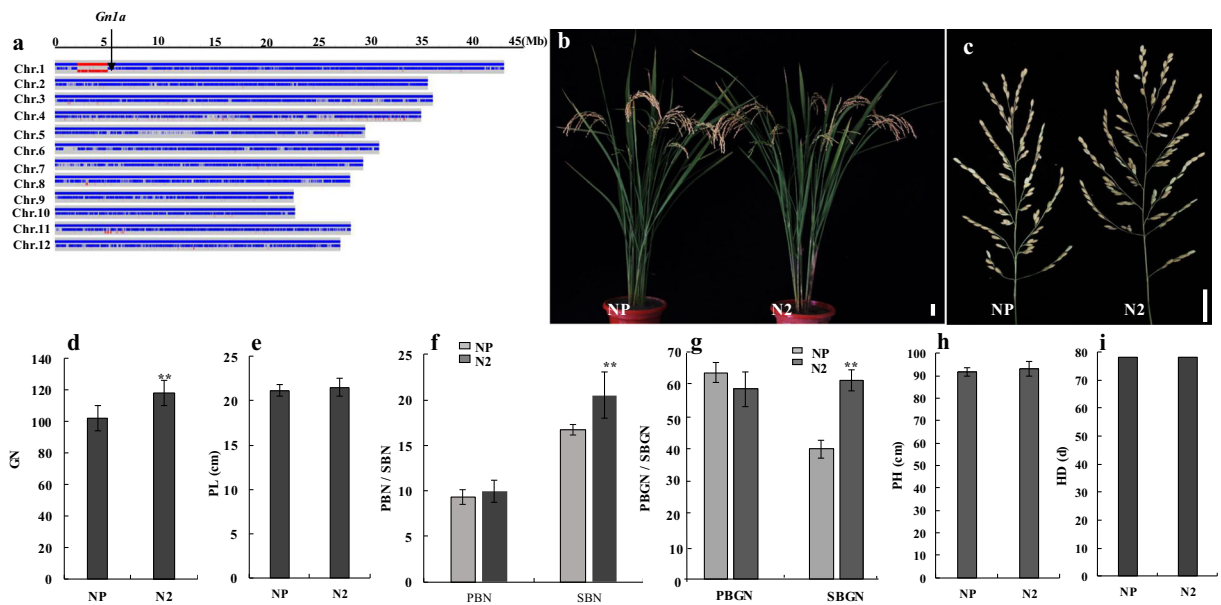 Gn1a
a
0 5 10 15 20 25 30 35 40 45(Mb)
Chr.1
Chr.2
Chr.3
Chr.4
Chr.5
Chr.6
Chr.7
Chr.8
Chr.9
Chr.10
Chr.11
Chr.12
b
NP N2
c
NP N2
d
GN
140
120
100
80
60
40
20
0
**
NP N2
e
PL (cm)
25
20
15
10
5
0
NP N2
f
PBN / SBN
25
20
15
10
5
0
NP
N2
**
PBN SBN
g
PBGN / SBGN
70
60
50
40
30
20
10
70
NP
N2
**
PBGN SBGN
h
PH (cm)
100
90
80
70
60
50
40
30
20
10
0
NP N2
i
HD (d)
80
70
60
50
40
30
20
10
0
NP N2